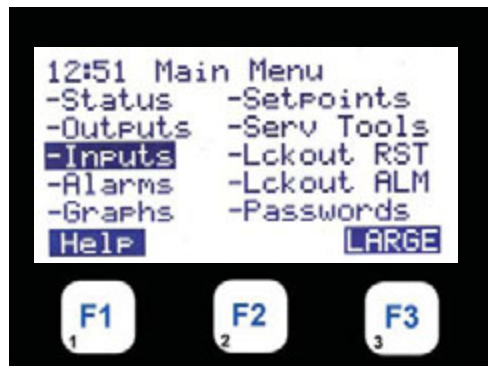 12:51 Main Menu
-Status -Setpoints
-Outputs -Serv Tools
-Inputs -Lckout RST
-Alarms -Lckout ALM
-Graphs -Passwords
Help LARGE
F1 F2 F3
1 2 3